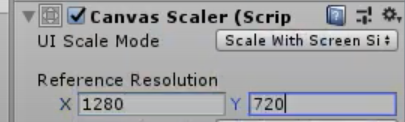 Canvas Scaler (Scrip
UI Scale Mode Scale With Screen Si
Reference Resolution
X 1280 Y 720